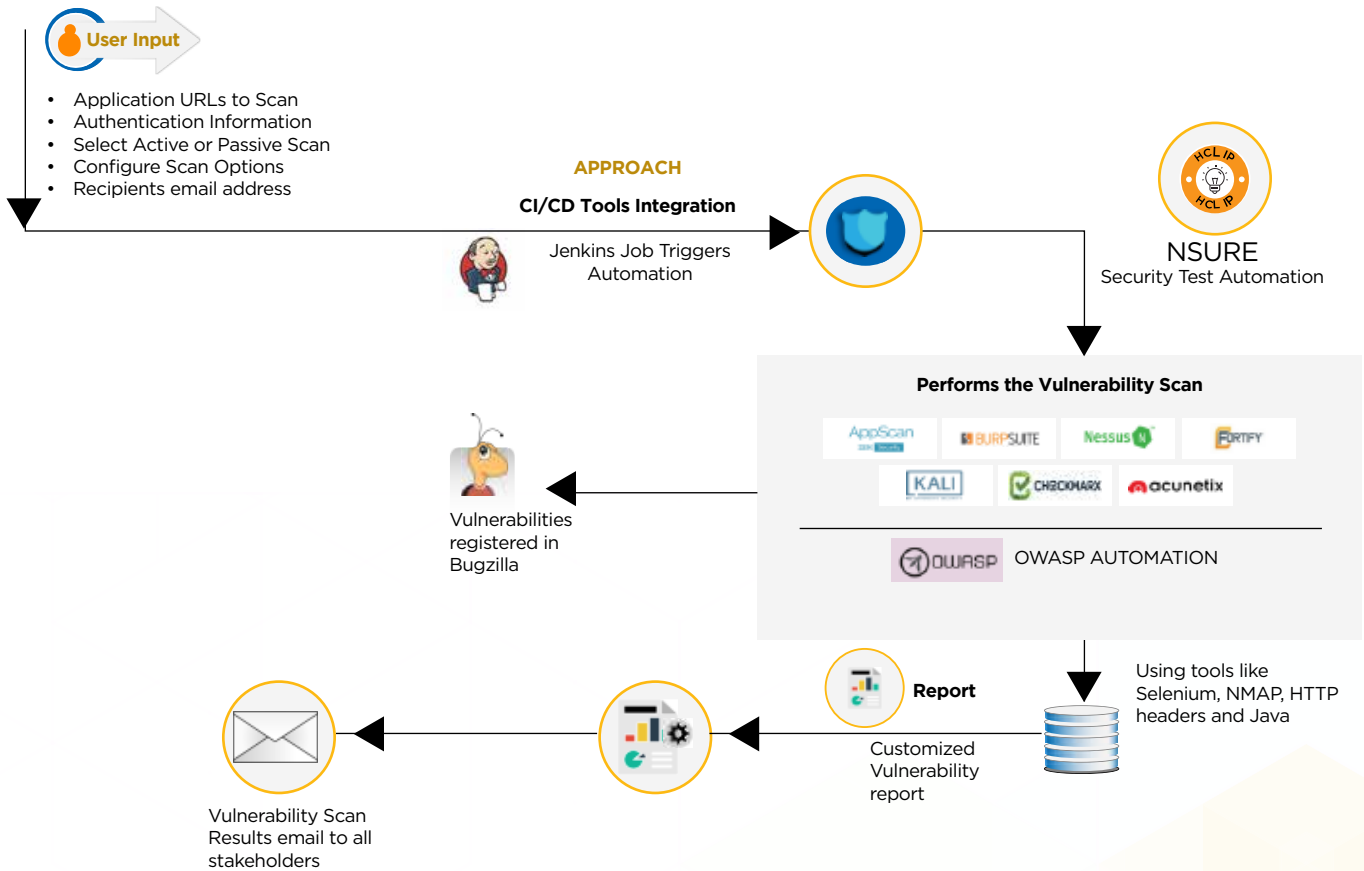 User Input
• Application URLs to Scan
• Authentication Information
• Select Active or Passive Scan
• Configure Scan Options
• Recipients email address
APPROACH
CI/CD Tools Integration
Jenkins Job Triggers
Automation
HCL IP
HCL IP
NSURE
Security Test Automation
Performs the Vulnerability Scan
AppScan
BURPSUITE
Nessus N
FORTIFY
KALI
CHECKMARX
acunetix
OWASP
OWASP AUTOMATION
Vulnerabilities
registered in
Bugzilla
Using tools like
Selenium, NMAP, HTTP
headers and Java
Report
Customized
Vulnerability
report
Vulnerability Scan
Results email to all
stakeholders